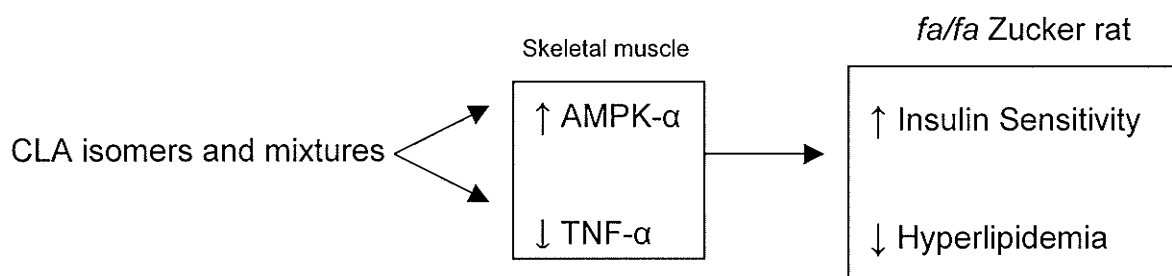 fa/fa Zucker rat
Skeletal muscle
↑ AMPK-α
↑ Insulin Sensitivity
CLA isomers and mixtures
↓ TNF-α
↓ Hyperlipidemia